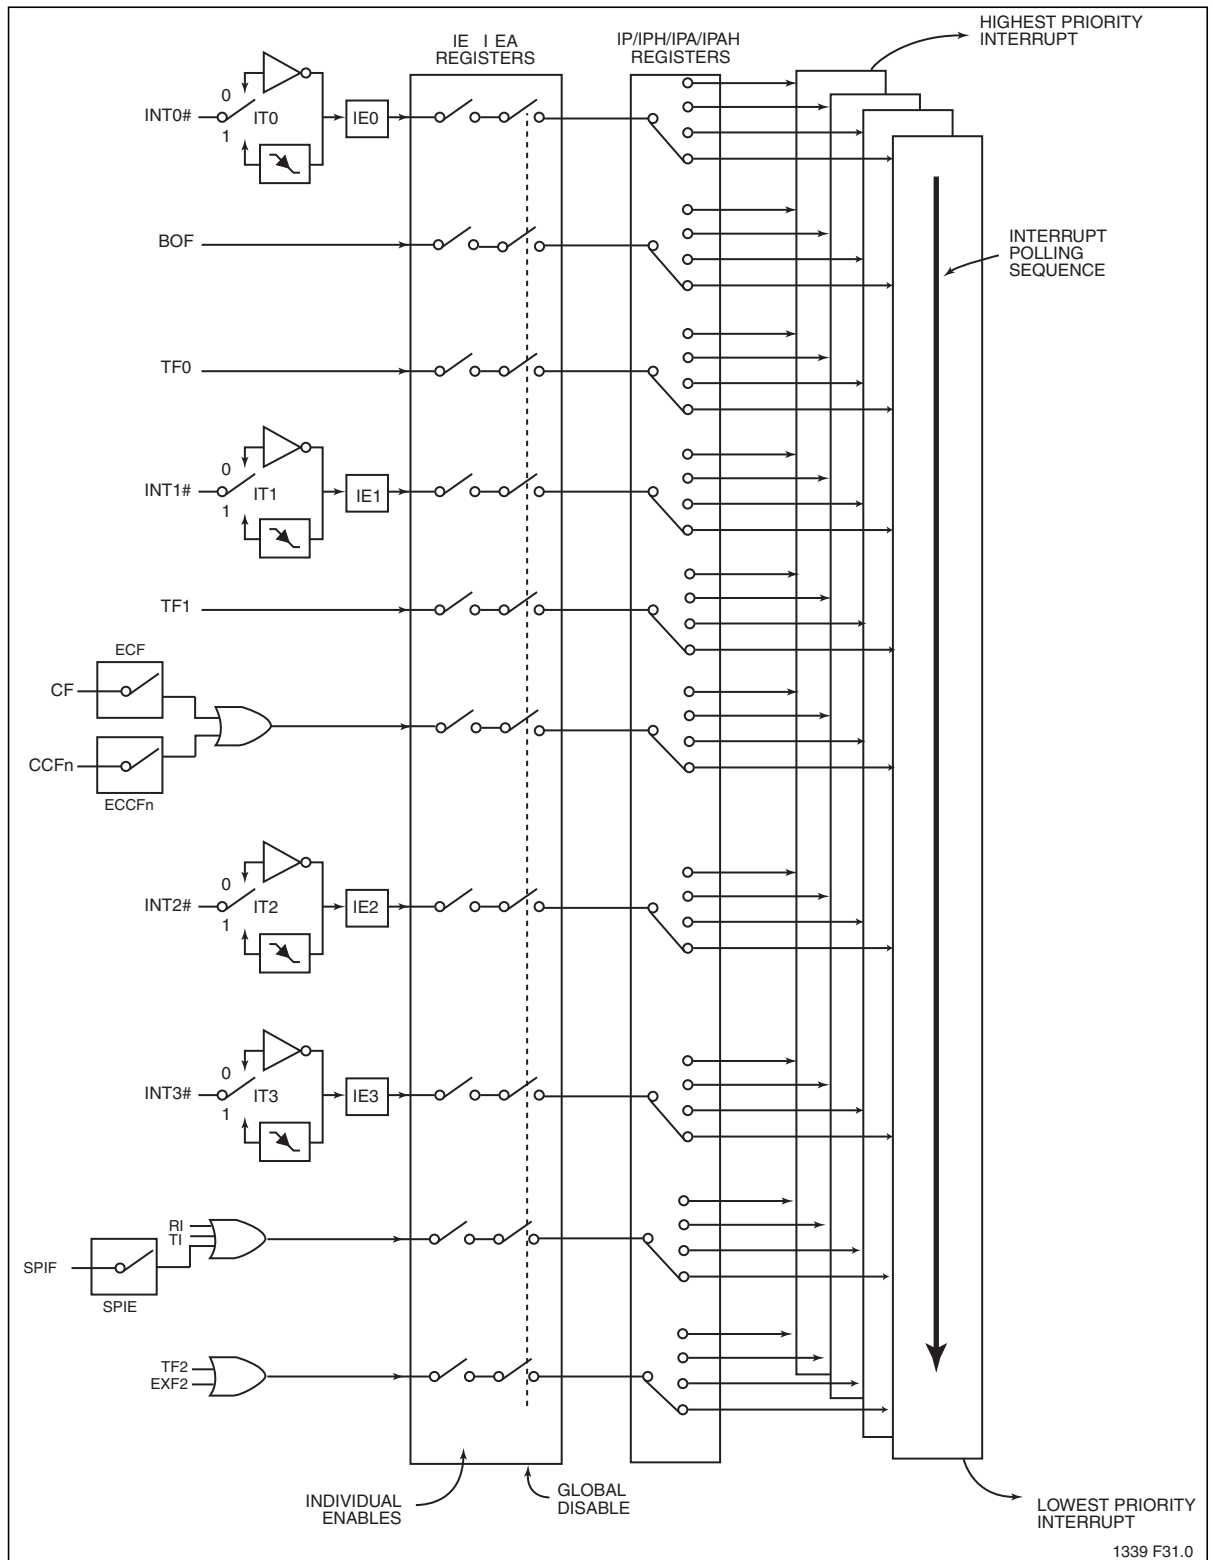 HIGHEST PRIORITY
INTERRUPT
IE I EA
REGISTERS
IP/IPH/IPA/IPAH
REGISTERS
0
INT0#
IT0
IE0
1
BOF
INTERRUPT
POLLING
SEQUENCE
TF0
0
INT1#
IT1
IE1
1
TF1
ECF
CF
CCFn
ECCFn
0
INT2#
IT2
IE2
1
0
INT3#
IT3
IE3
1
RI
TI
SPIF
SPIE
TF2
EXF2
INDIVIDUAL
ENABLES
GLOBAL
DISABLE
LOWEST PRIORITY
INTERRUPT
1339 F31.0